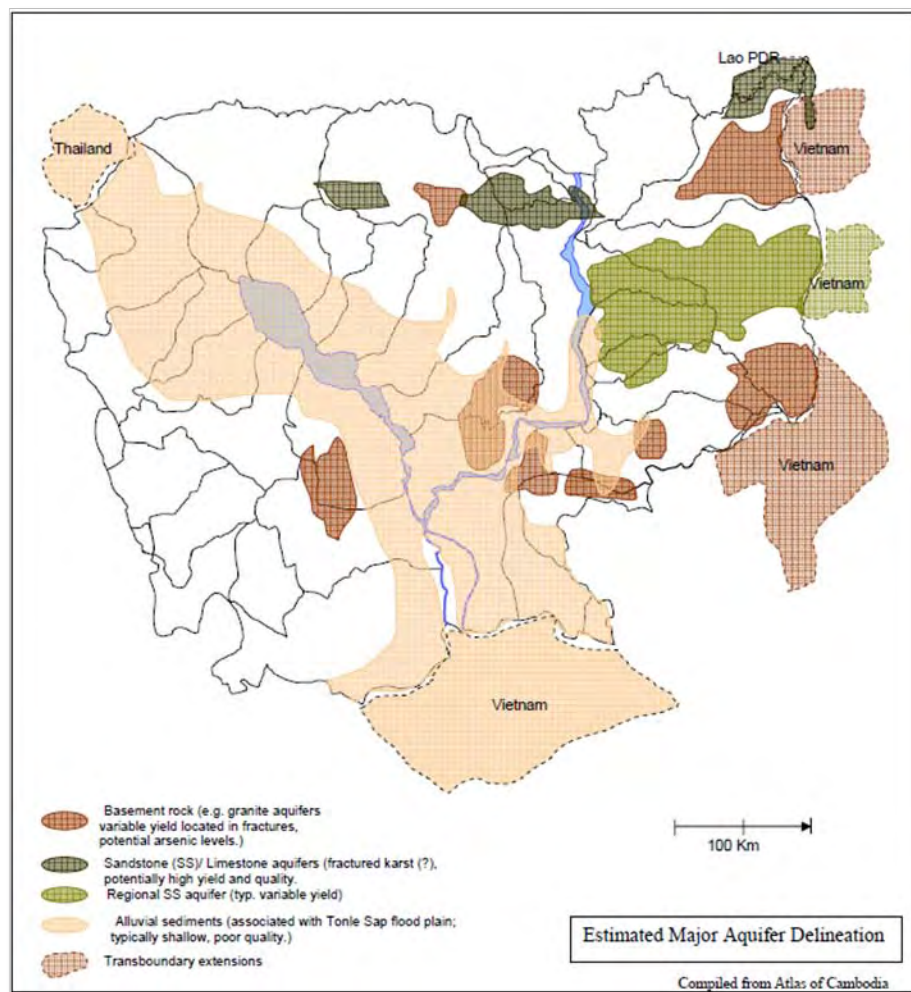 Lao PDR
Thailand
Vietnam
Vietnam
Vietnam
Vietnam
Basement rock (e.g. granite aquifers
variable yield located in fractures,
potential arsenic levels.)
Sandstone (SS)/ Limestone aquifers (fractured karst (?),
potentially high yield and quality.
Regional SS aquifer (typ. variable yield)
Alluvial sediments (associated with Tonle Sap flood plain;
typically shallow, poor quality.)
Transboundary extensions
100 Km
Estimated Major Aquifer Delineation
Compiled from Atlas of Cambodia